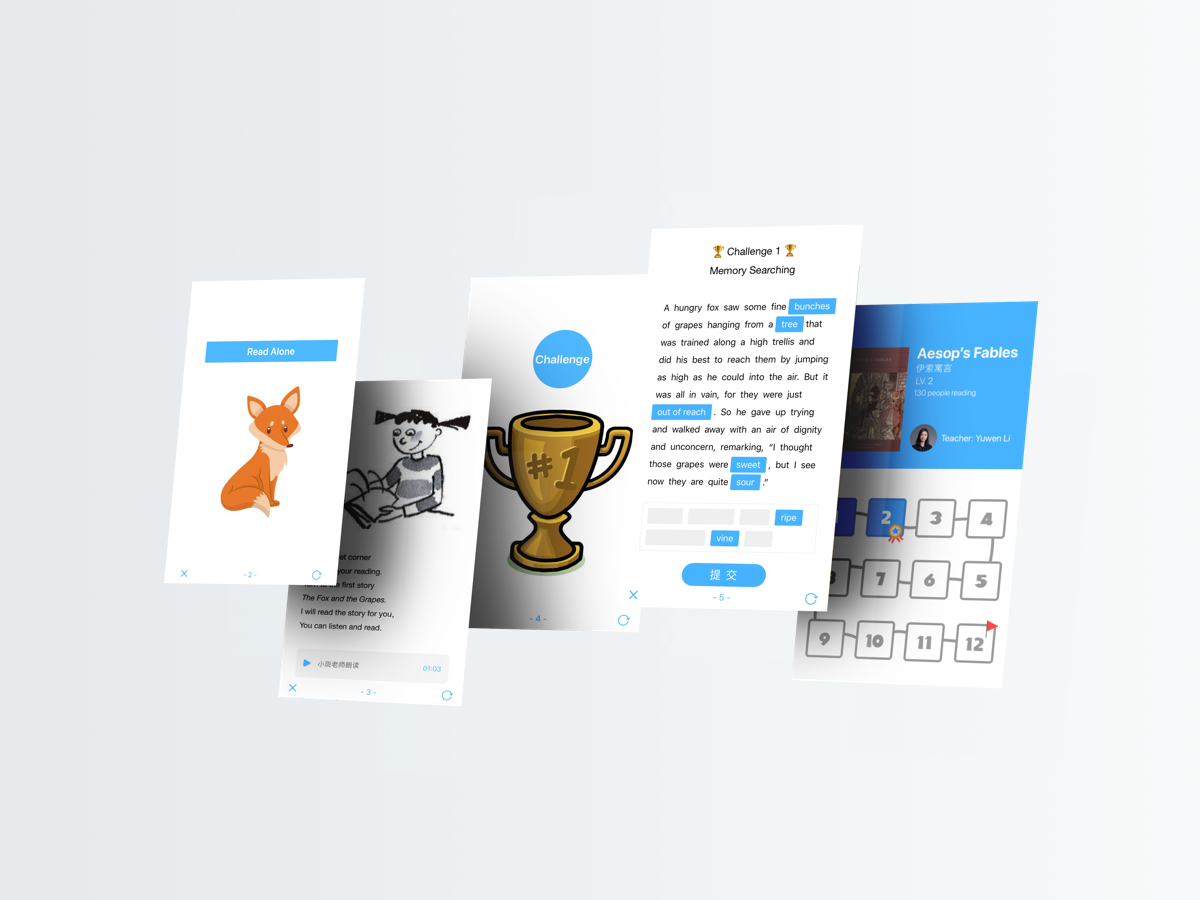 Read Alone
- 2 -
corner
your reading.
first story
The Fox and the Grapes.
I will read the story for you,
You can listen and read.
小斑老师朗读
01:03
- 3 -
Challenge
#1
- 4 -
Challenge 1
Memory Searching
A hungry fox saw some fine bunches
of grapes hanging from a tree that
was trained along a high trellis and
did his best to reach them by jumping
as high as he could into the air. But it
was all in vain, for they were just
out of reach . So he gave up trying
and walked away with an air of dignity
and unconcern, remarking, “I thought
those grapes were sweet , but I see
now they are quite sour .”
ripe
vine
提 交
- 5 -
Aesop's Fables
伊索寓言
LV. 2
130 people reading
Teacher: Yuwen Li
2
3
4
7
6
5
9
10
11
12